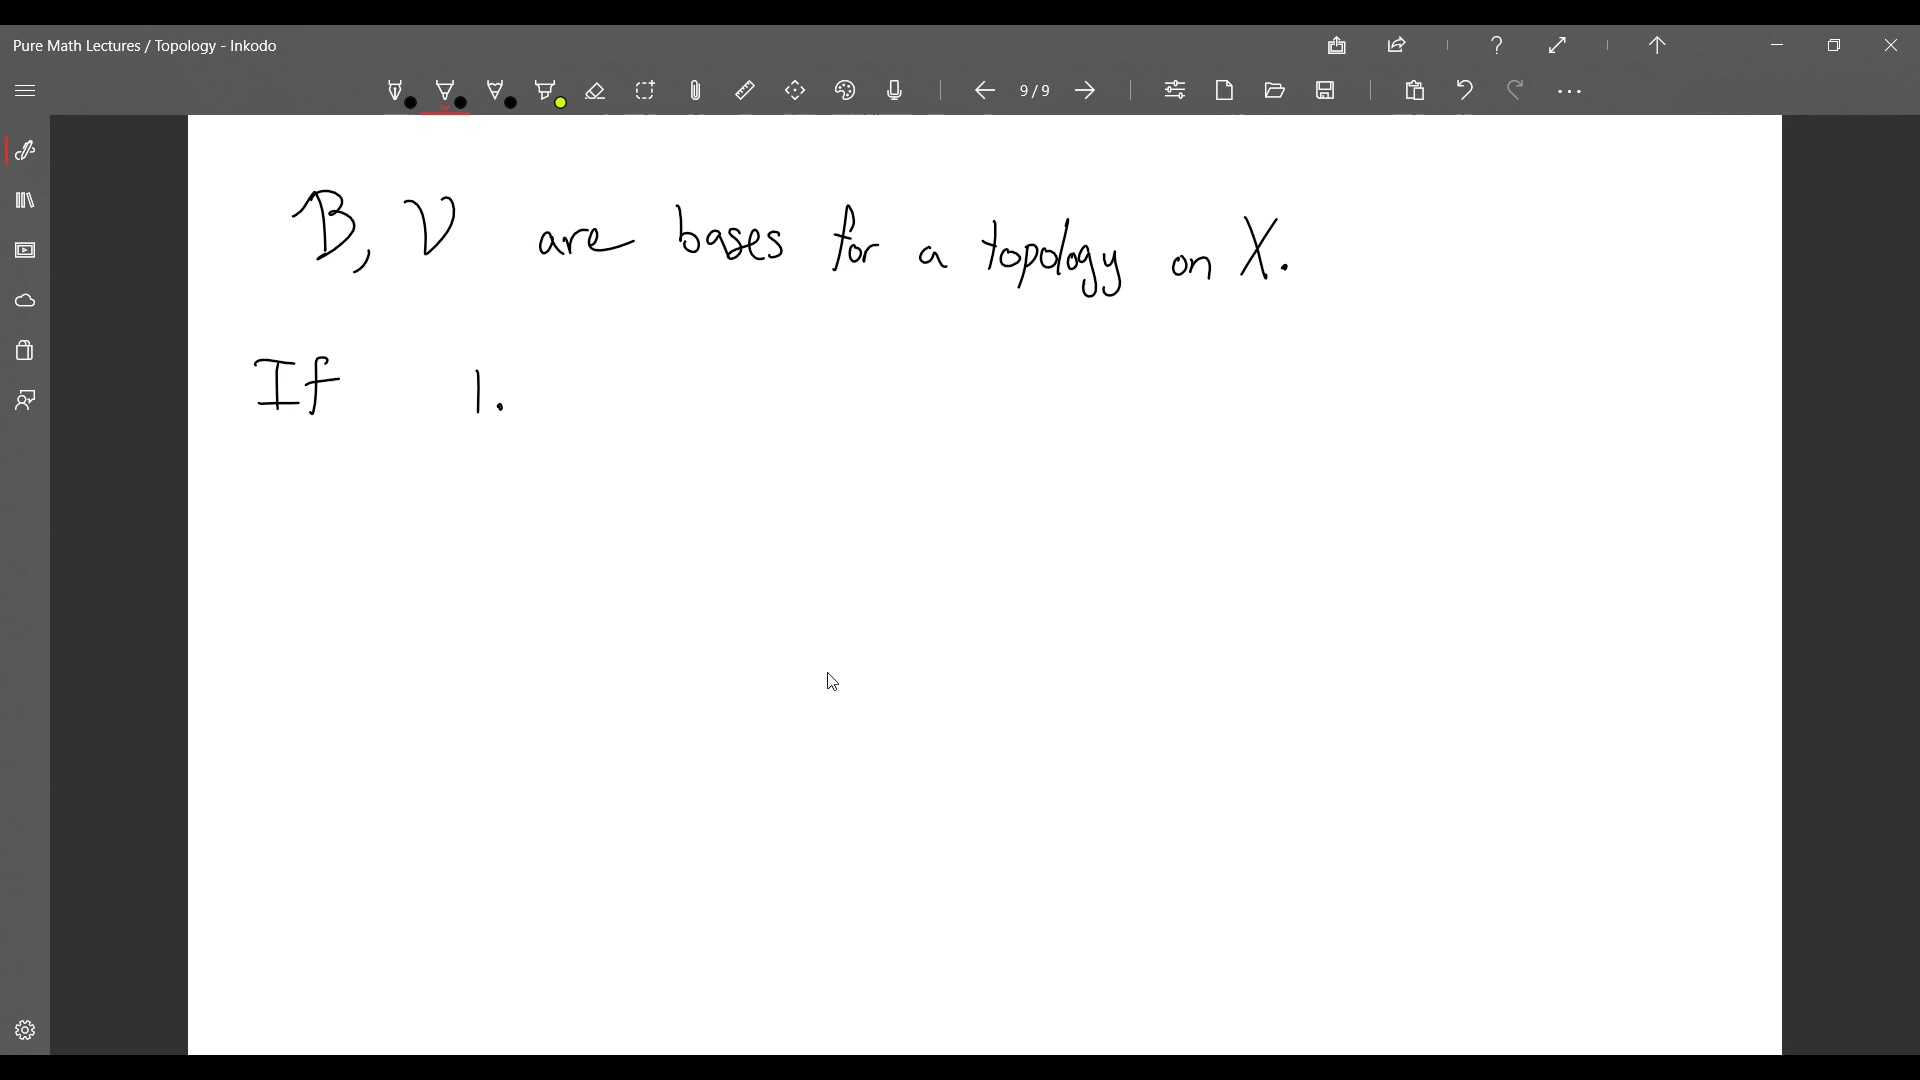 Pure Math Lectures / Topology - Inkodo
9 / 9
B, V are bases for a topology on X.
If 1.